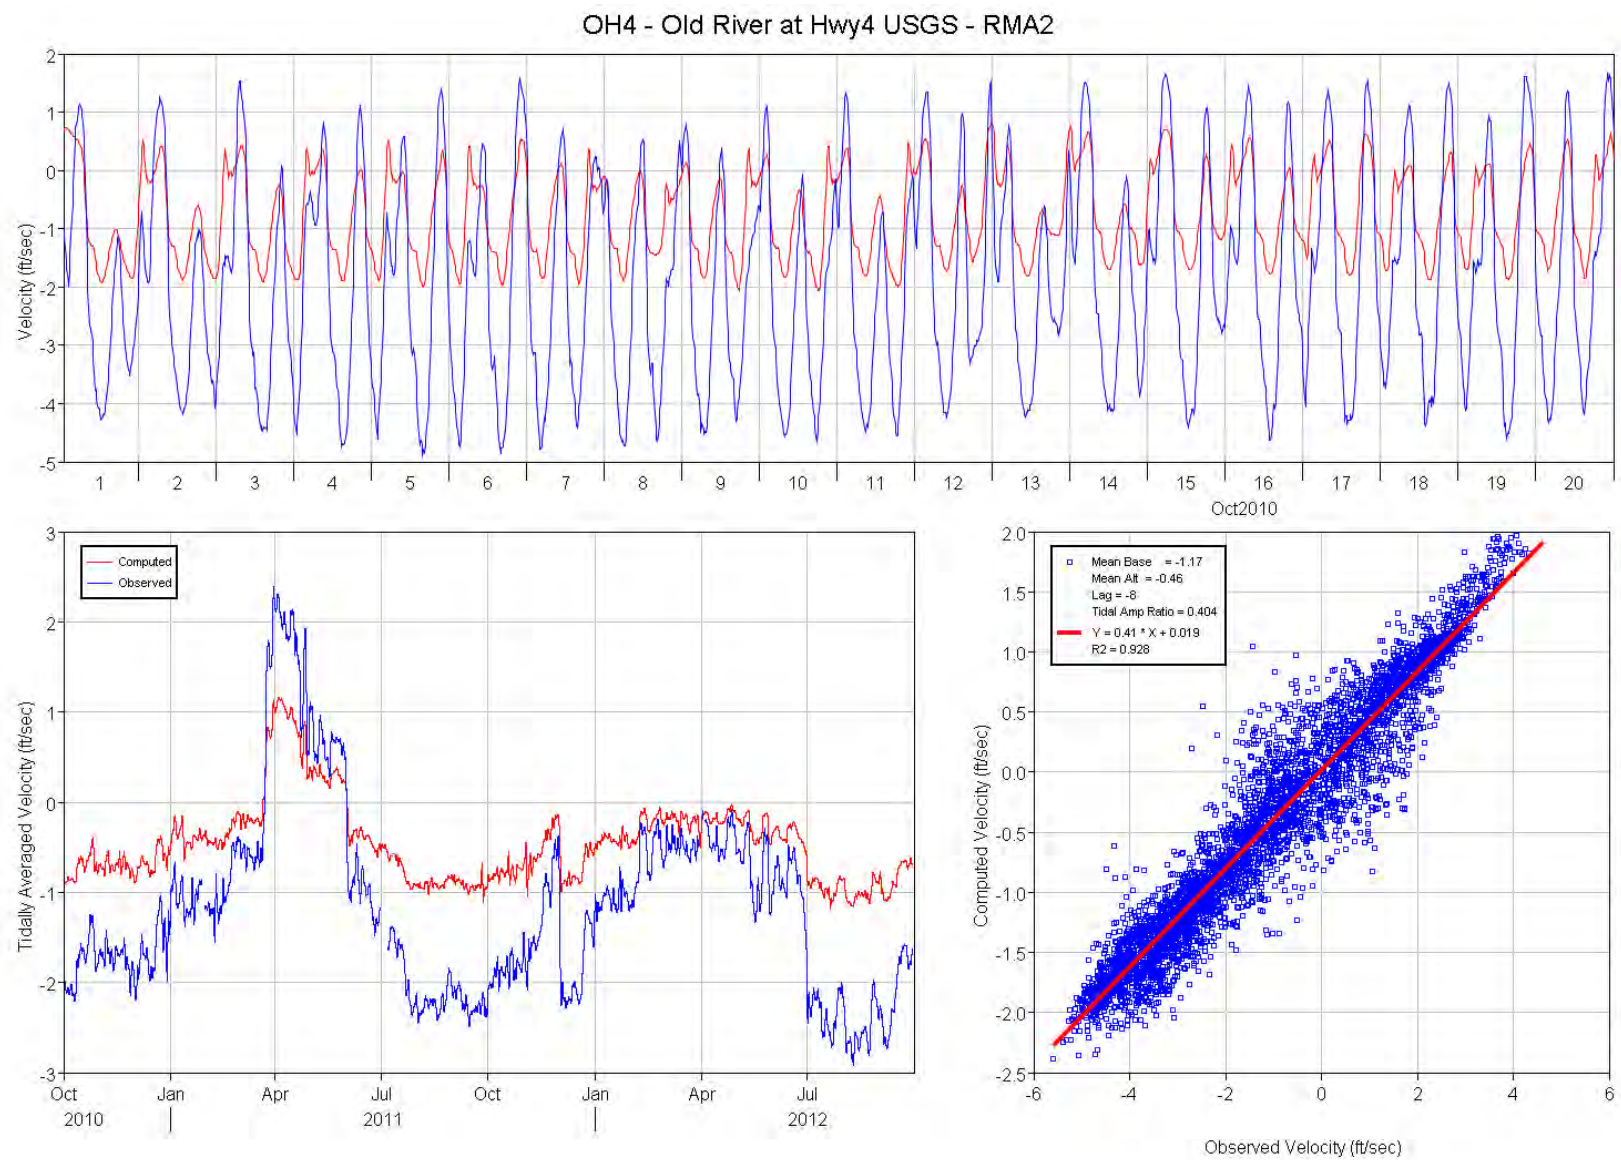 OH4 - Old River at Hwy4 USGS - RMA2
Velocity (ft/sec)
2
1
0
-1
-2
-3
-4
-5
1 2 3 4 5 6 7 8 9 10 11 12 13 14 15 16 17 18 19 20
Oct2010
Tidally Averaged Velocity (ft/sec)
3
2
1
0
-1
-2
-3
Computed
Observed
Oct Jan Apr Jul Oct Jan Apr Jul
2010 2011 2012
Computed Velocity (ft/sec)
2.0
1.5
1.0
0.5
0.0
-0.5
-1.0
-1.5
-2.0
-2.5
Mean Base = -1.17
Mean Alt = -0.46
Lag = -8
Tidal Amp Ratio = 0.404
Y = 0.41 * X + 0.019
R2 = 0.928
-6 -4 -2 0 2 4 6
Observed Velocity (ft/sec)